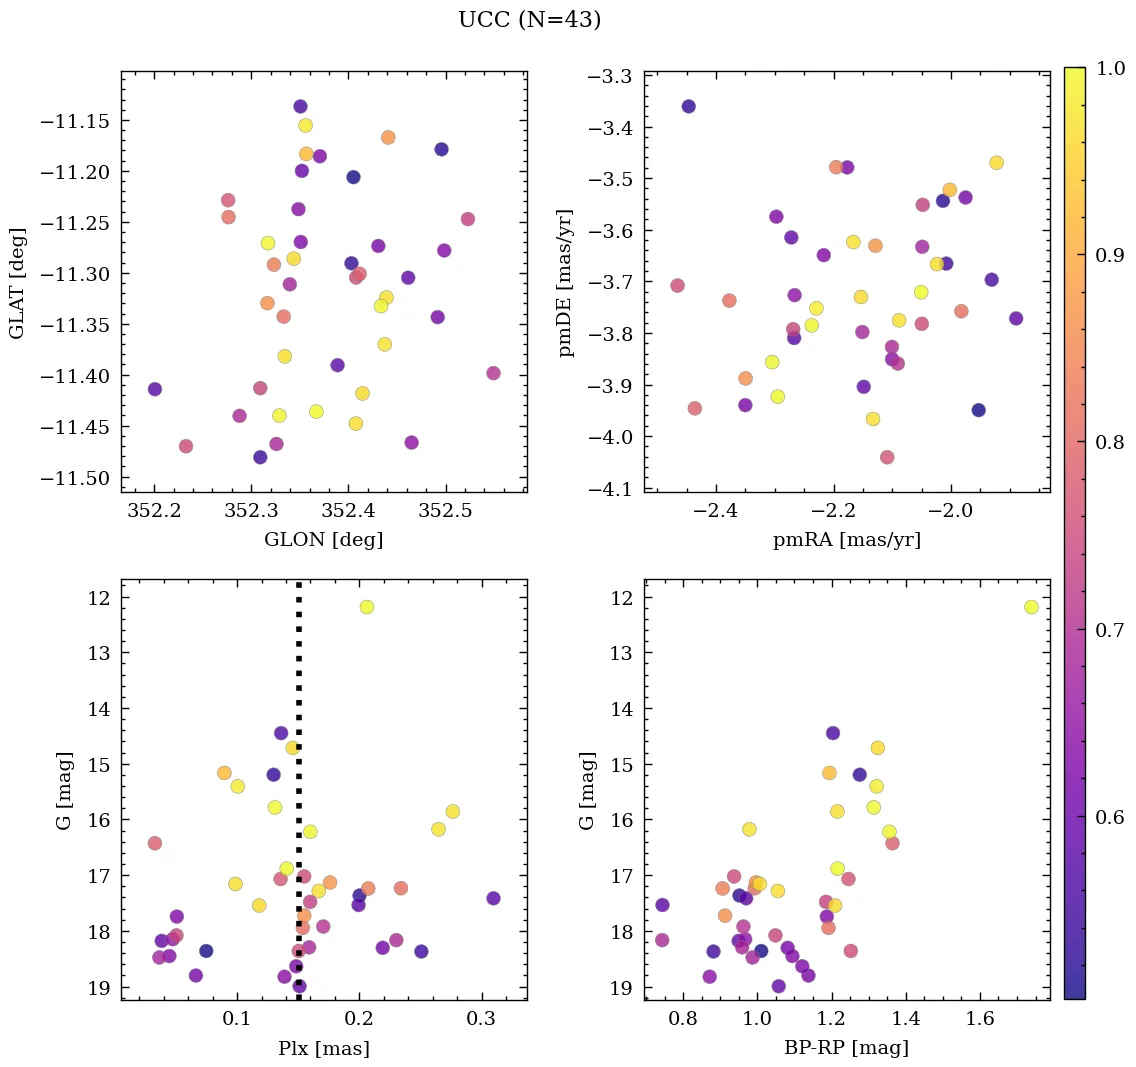 UCC (N=43)
−11.15
−11.20
−11.25
−11.30
−11.35
−11.40
−11.45
−11.50
GLAT [deg]
352.2 352.3 352.4 352.5
GLON [deg]
−3.3
−3.4
−3.5
−3.6
−3.7
−3.8
−3.9
−4.0
−4.1
pmDE [mas/yr]
−2.4 −2.2 −2.0
pmRA [mas/yr]
1.0
0.9
0.8
0.7
0.6
12
13
14
15
16
17
18
19
G [mag]
0.1 0.2 0.3
Plx [mas]
12
13
14
15
16
17
18
19
G [mag]
0.8 1.0 1.2 1.4 1.6
BP-RP [mag]